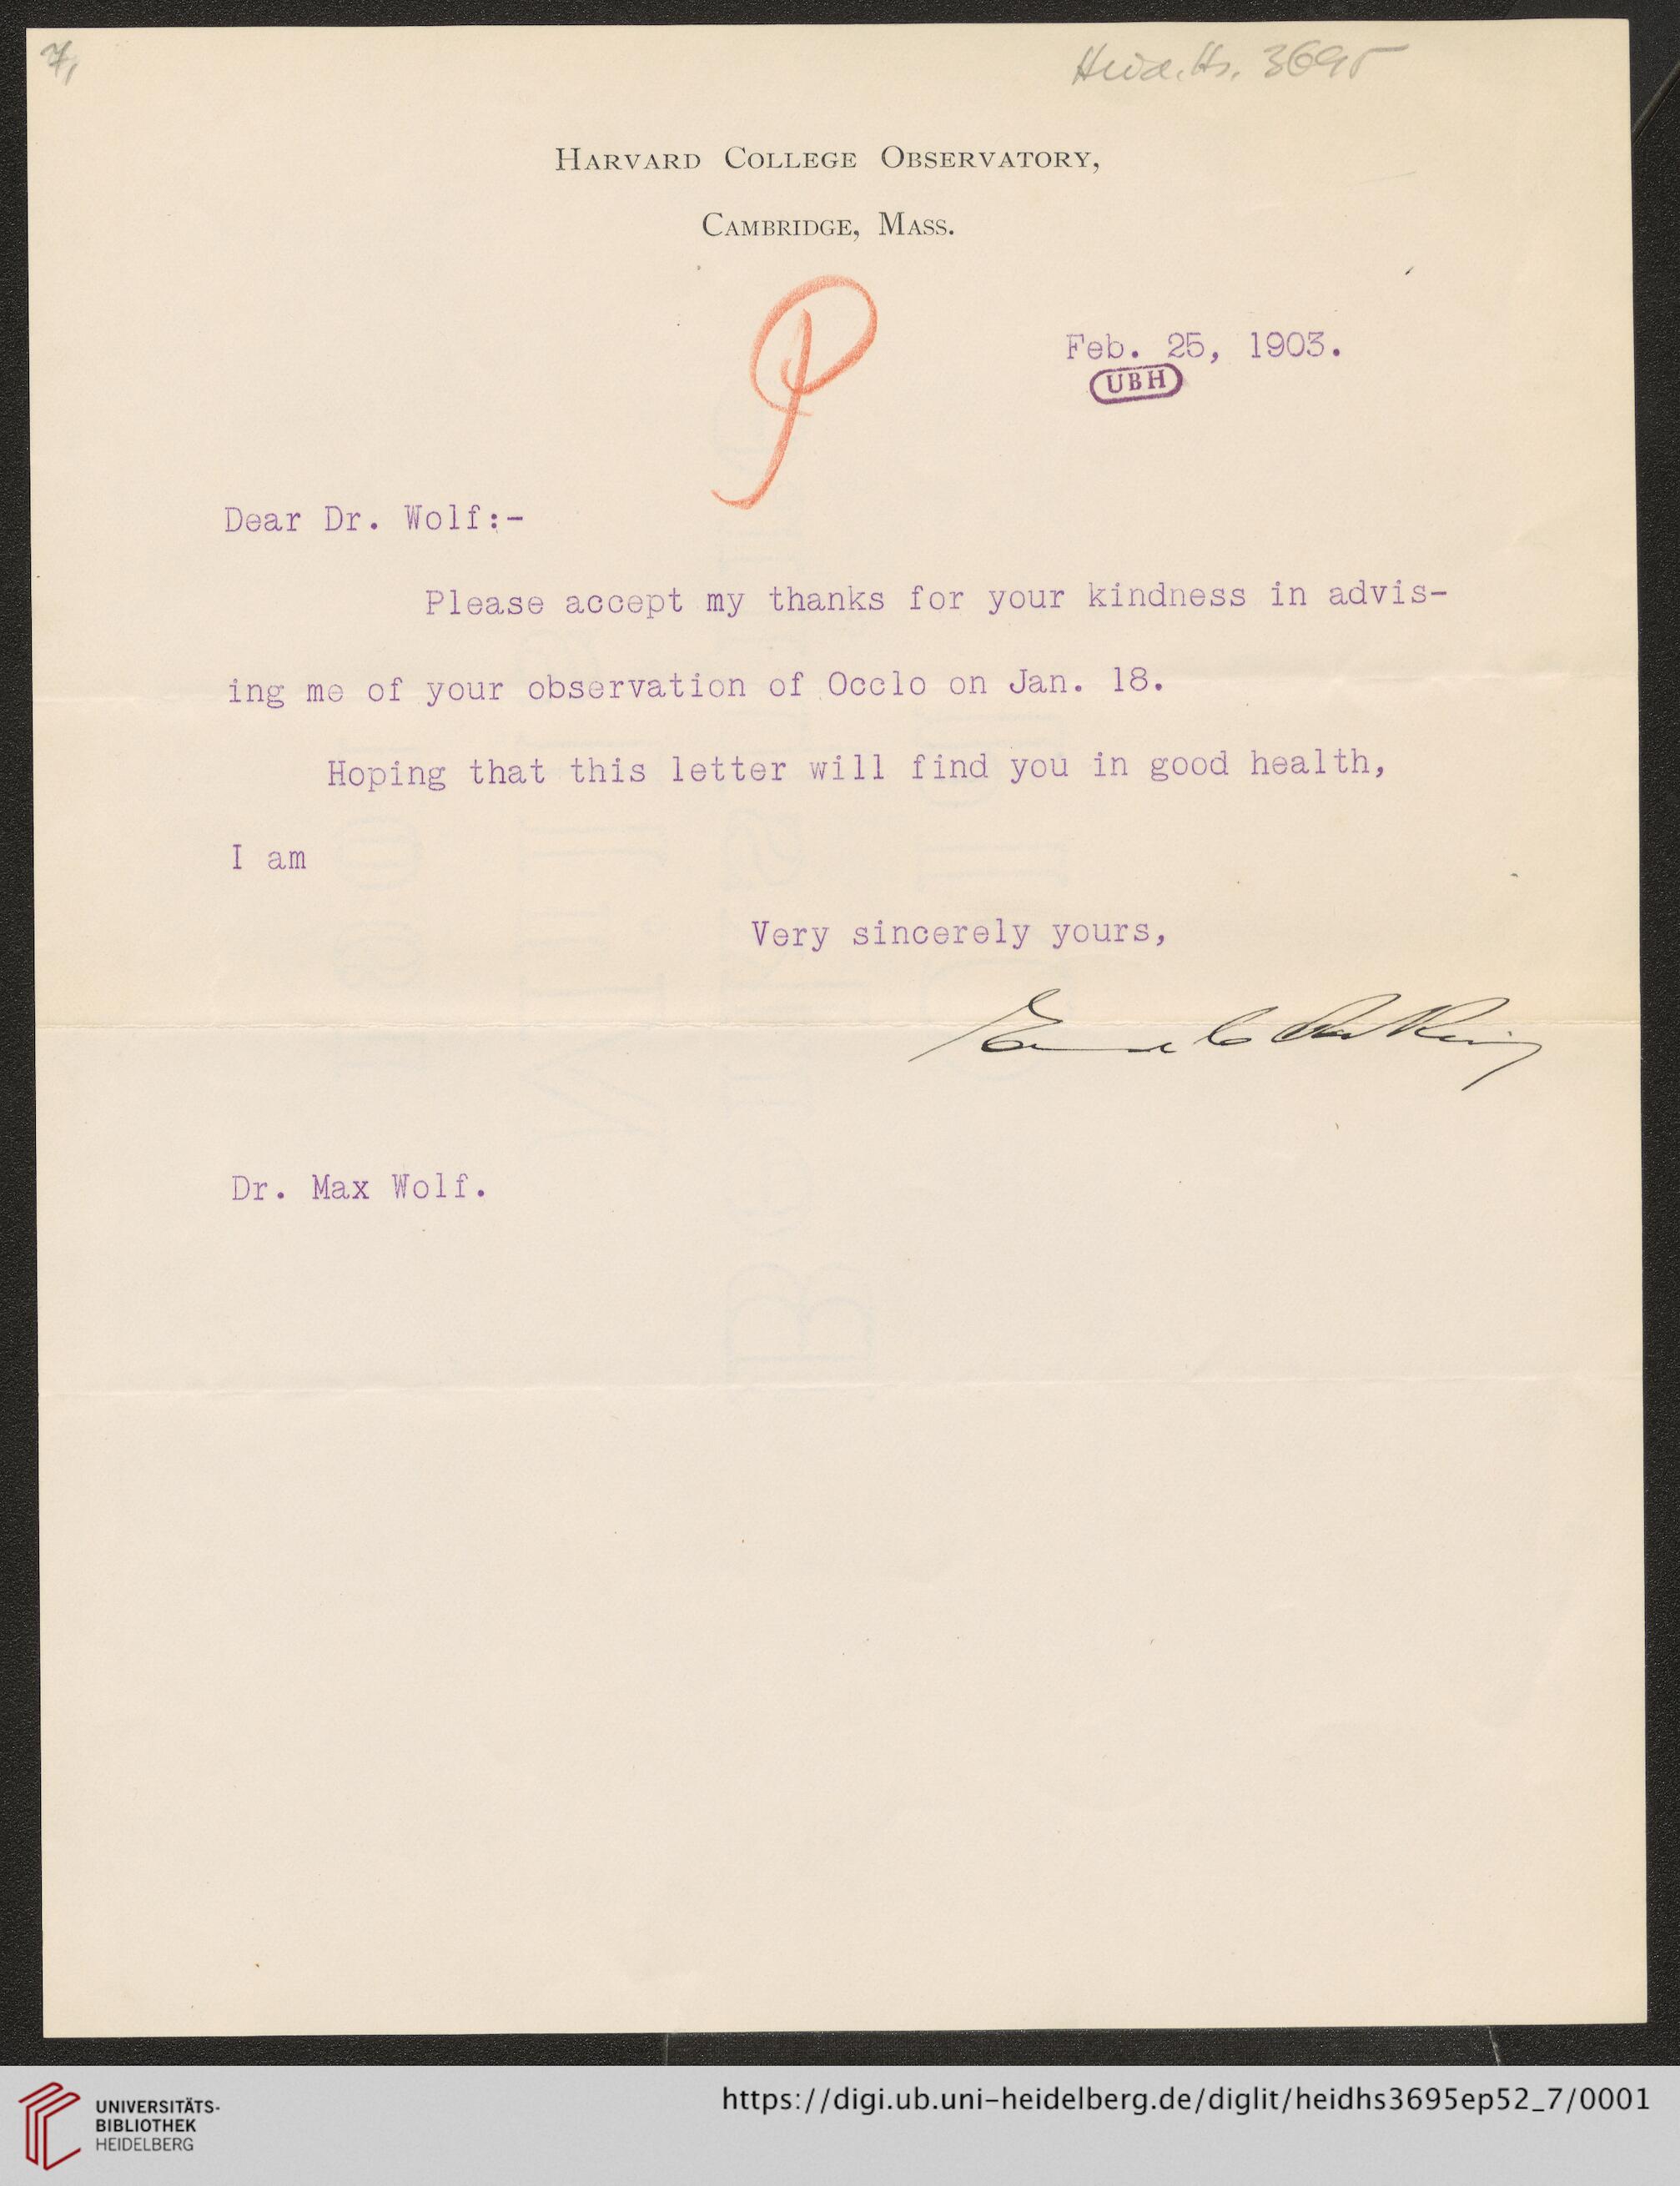 7,
Heid. Hs. 3695
HARVARD COLLEGE OBSERVATORY,
CAMBRIDGE, MASS.
P
Feb. 25, 1903.
UBH
Dear Dr. Wolf:-
Please accept my thanks for your kindness in advis-
ing me of your observation of Occlo on Jan. 18.
Hoping that this letter will find you in good health,
I am
Very sincerely yours,
Edward C. Pickering
Dr. Max Wolf.
UNIVERSITÄTS-
BIBLIOTHEK
HEIDELBERG
https://digi.ub.uni-heidelberg.de/diglit/heidhs3695ep52_7/0001